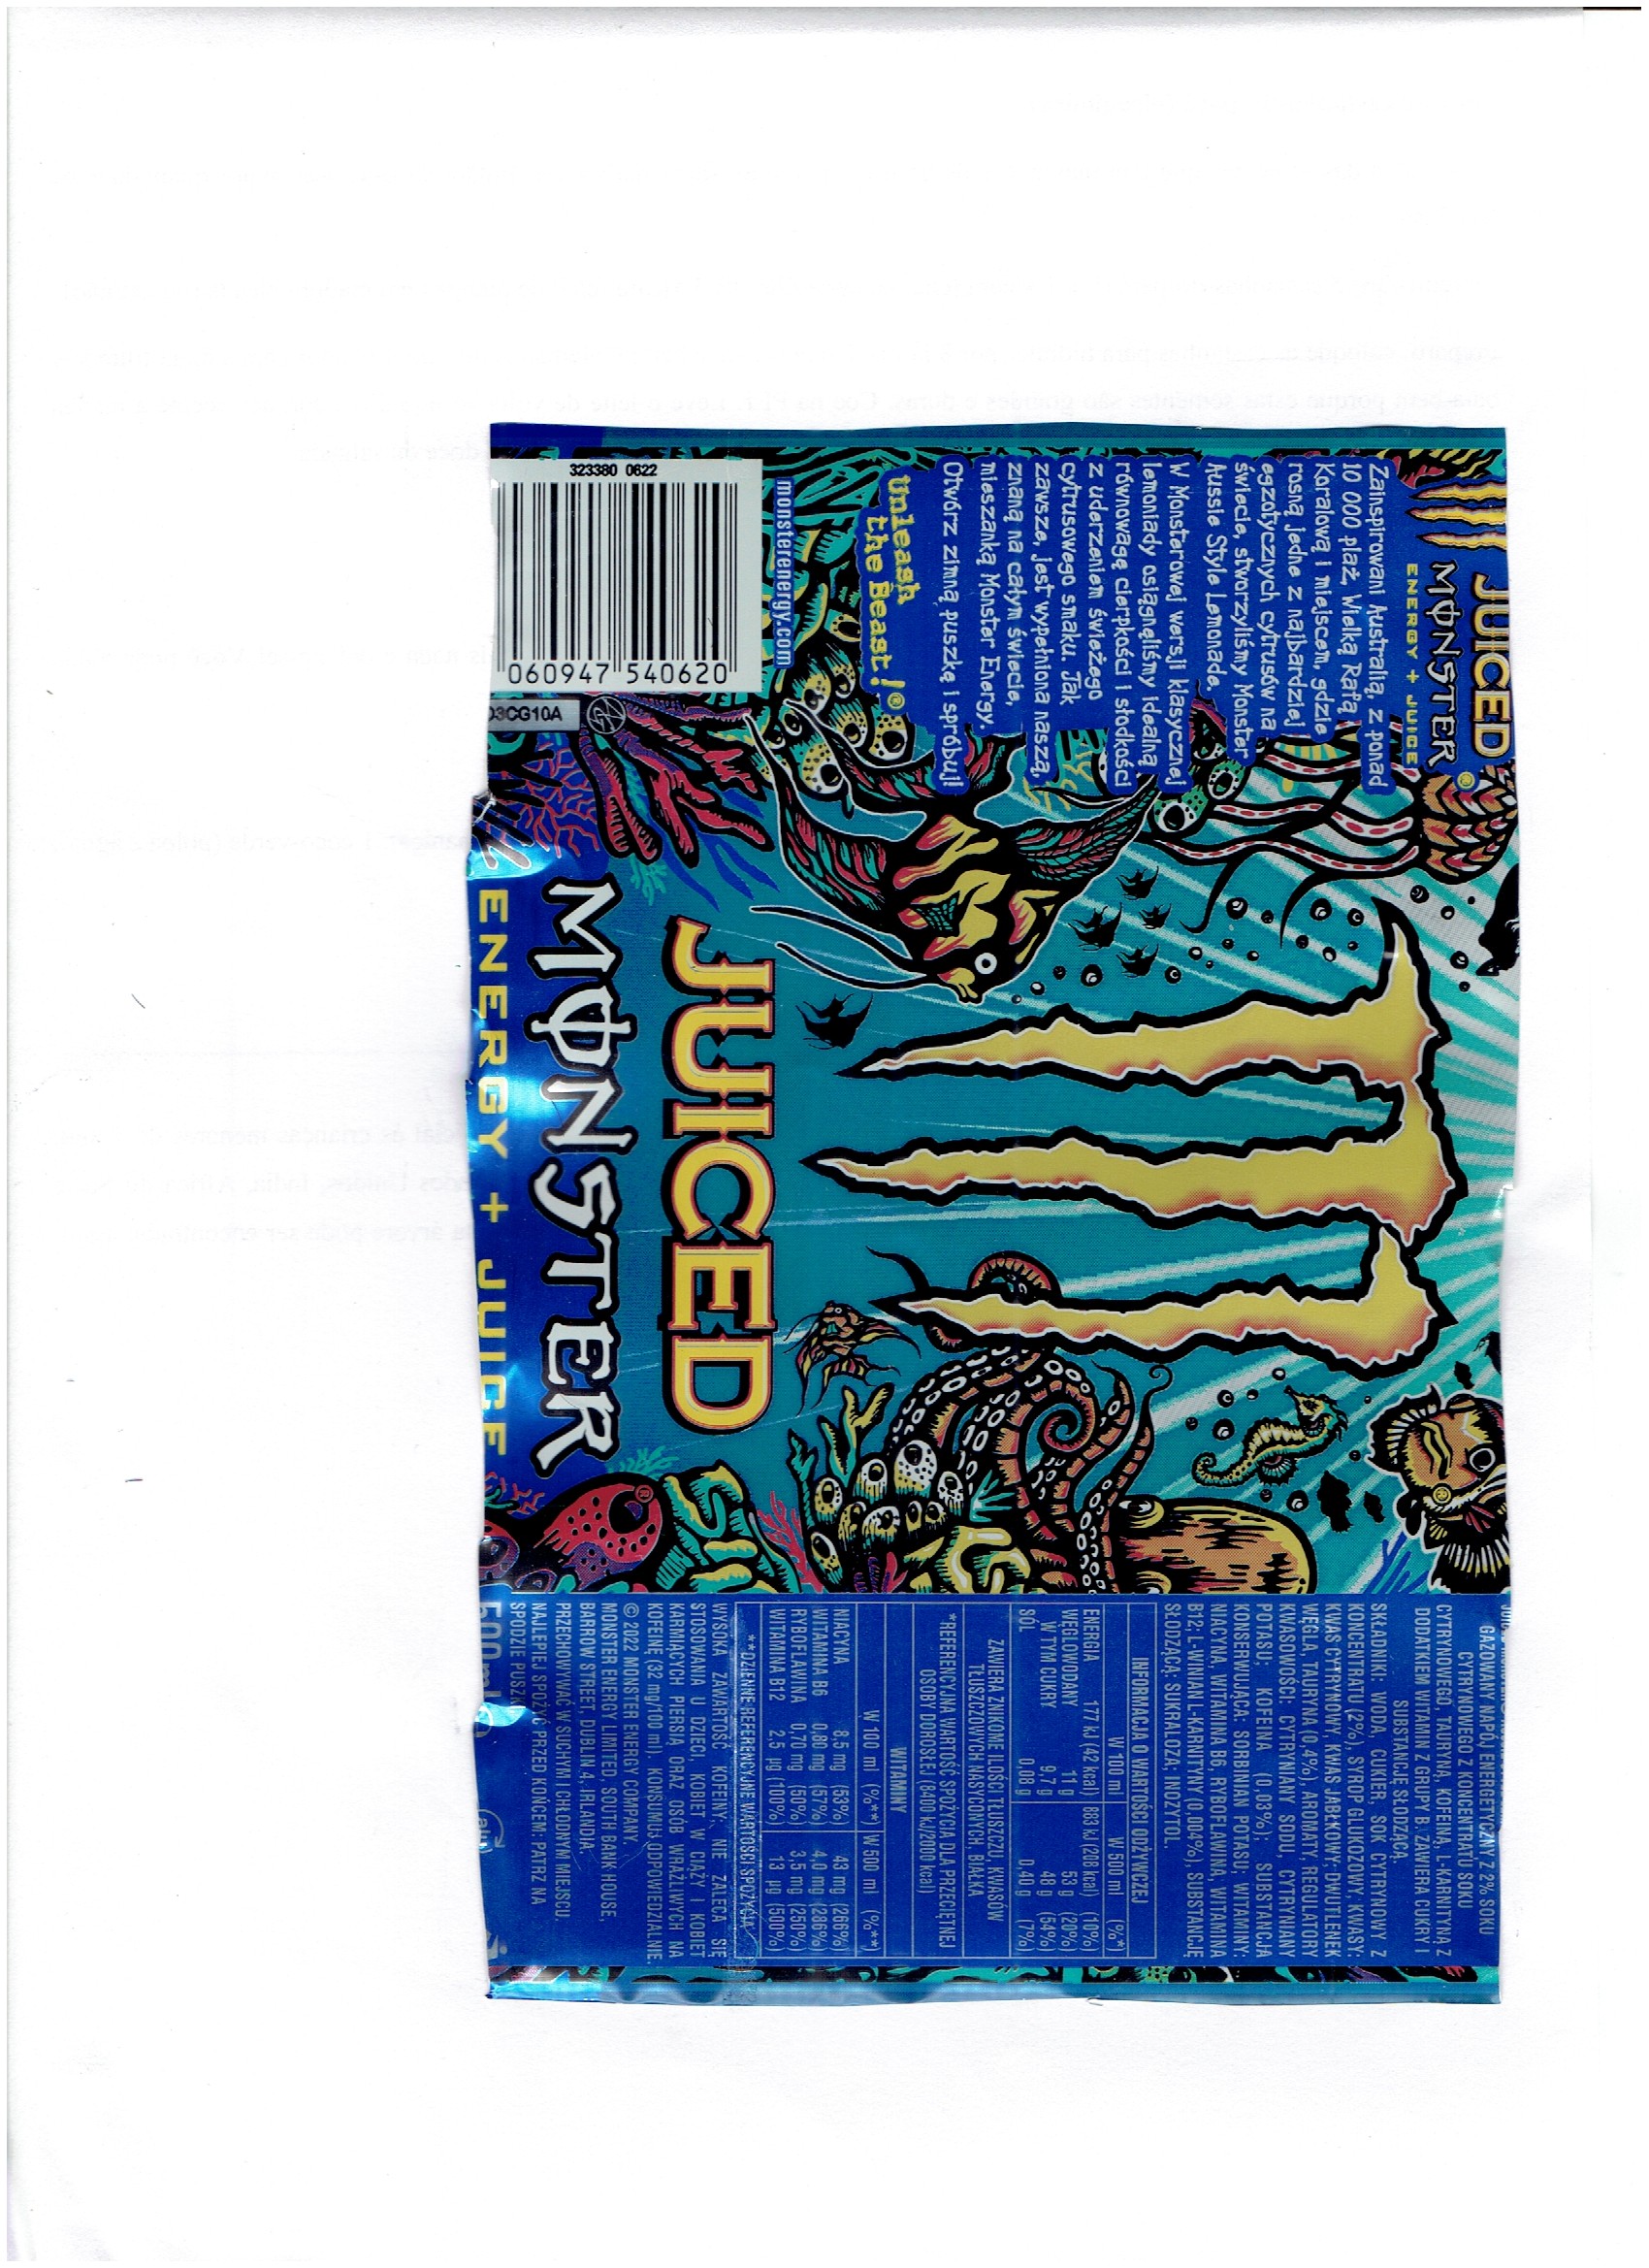 JUICED
MONSTER
ENERGY + JUICE
Zainspirowani Australią, z ponad
10 000 plaż, Wielką Rafą
Koralową i miejscem, gdzie
rosną jedne z najbardziej
egzotycznych cytrusów na
świecie, stworzyliśmy Monster
Aussie Style Lemonade.
W Monsterowej wersji klasycznej
lemoniady osiągnęliśmy idealną
równowagę cierpkości i słodkości
z uderzeniem świeżego
cytrusowego smaku. Jak
zawsze, jest wypełniona naszą,
znaną na całym świecie,
mieszanką Monster Energy.
Otwórz zimną puszkę i spróbuj!
Unleash
the Beast!®
monsterenergy.com
323380 0622
060947 540620
3CG10A
JUICED
MONSTER
ENERGY + JUICE
GAZOWANY NAPÓJ ENERGETYCZNY Z 2% SOKU
CYTRYNOWEGO Z KONCENTRATU SOKU
CYTRYNOWEGO, TAURYNĄ, KOFEINĄ, L-KARNITYNĄ Z
DODATKIEM WITAMIN Z GRUPY B. ZAWIERA CUKRY I
SUBSTANCJĘ SŁODZĄCĄ.
SKŁADNIKI: WODA, CUKIER, SOK CYTRYNOWY Z
KONCENTRATU (2%), SYROP GLUKOZOWY, KWASY:
KWAS CYTRYNOWY, KWAS JABŁKOWY; DWUTLENEK
WĘGLA, TAURYNA (0,4%), AROMATY, REGULATORY
KWASOWOŚCI: CYTRYNIANY SODU, CYTRYNIANY
POTASU; KOFEINA (0,03%); SUBSTANCJA
KONSERWUJĄCA: SORBINIAN POTASU; WITAMINY:
NIACYNA, WITAMINA B6, RYBOFLAWINA, WITAMINA
B12; L-WINIAN L-KARNITYNY (0,004%), SUBSTANCJĘ
SŁODZĄCĄ: SUKRALOZA; INOZYTOL.
INFORMACJA O WARTOŚCI ODŻYWCZEJ
W 100 ml W 500 ml (%*)
ENERGIA 177 kJ (42 kcal) 883 kJ (208 kcal) (10%)
WĘGLOWODANY 11 g 53 g (20%)
W TYM CUKRY 9,7 g 48 g (54%)
SÓL 0,08 g 0,40 g (7%)
ZAWIERA ZNIKOME ILOŚCI TŁUSZCZU, KWASÓW
TŁUSZCZOWYCH NASYCONYCH, BIAŁKA
*REFERENCYJNA WARTOŚĆ SPOŻYCIA DLA PRZECIĘTNEJ
OSOBY DOROSŁEJ (8400 kJ/2000 kcal)
WITAMINY
W 100 ml (%**) W 500 ml (%**)
NIACYNA 8,5 mg (53%) 43 mg (266%)
WITAMINA B6 0,80 mg (57%) 4,0 mg (286%)
RYBOFLAWINA 0,70 mg (50%) 3,5 mg (250%)
WITAMINA B12 2,5 µg (100%) 13 µg (500%)
**DZIENNE REFERENCYJNE WARTOŚCI SPOŻYCIA
WYSOKA ZAWARTOŚĆ KOFEINY; NIE ZALECA SIĘ
STOSOWANIA U DZIECI, KOBIET W CIĄŻY I KOBIET
KARMIĄCYCH PIERSIĄ ORAZ OSÓB WRAŻLIWYCH NA
KOFEINĘ (32 mg/100 ml). KONSUMUJ ODPOWIEDZIALNIE.
© 2022 MONSTER ENERGY COMPANY.
MONSTER ENERGY LIMITED, SOUTH BANK HOUSE,
BARROW STREET, DUBLIN 4, IRLANDIA.
PRZECHOWYWAĆ W SUCHYM I CHŁODNYM MIEJSCU.
NAJLEPIEJ SPOŻYĆ PRZED KOŃCEM: PATRZ NA
SPODZIE PUSZK
500ml
alu